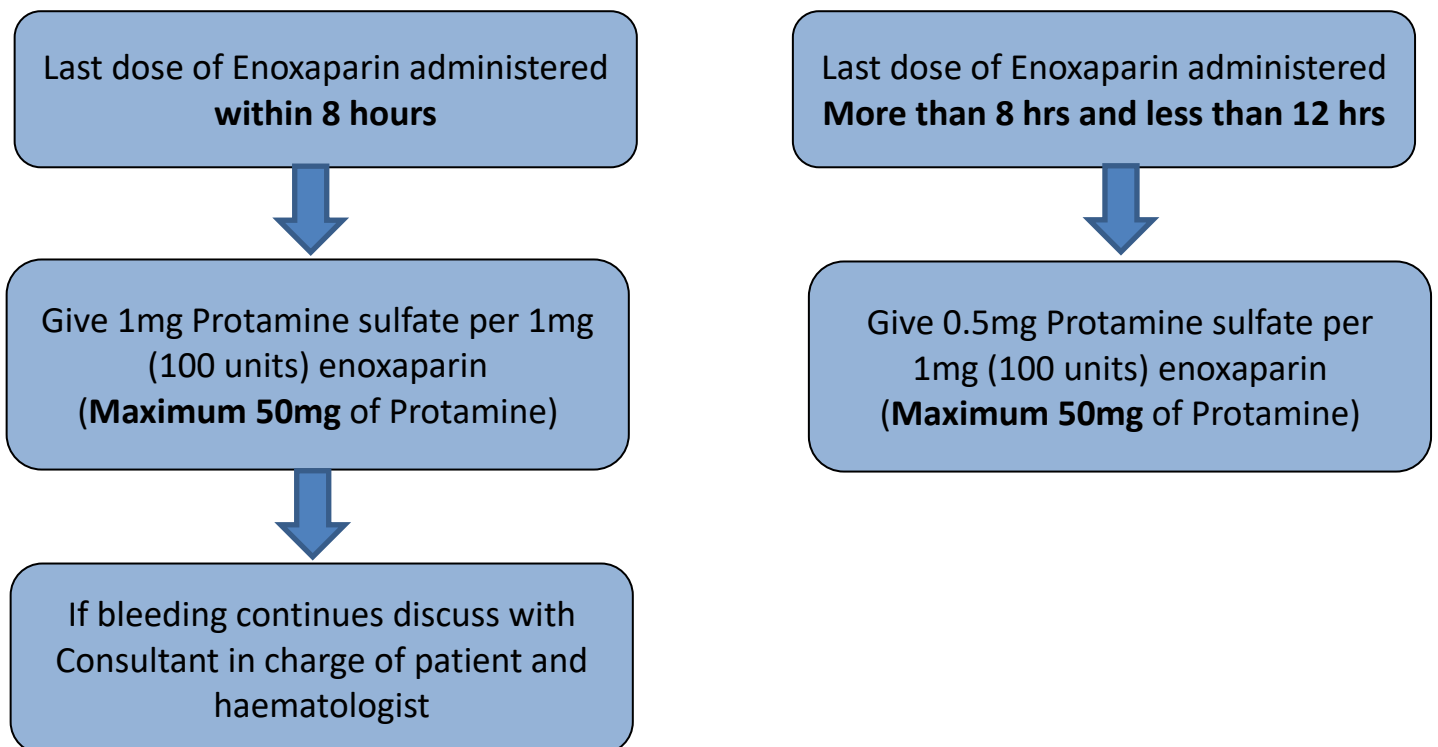 Last dose of Enoxaparin administered
within 8 hours
Give 1mg Protamine sulfate per 1mg
(100 units) enoxaparin
(Maximum 50mg of Protamine)
If bleeding continues discuss with
Consultant in charge of patient and
haematologist
Last dose of Enoxaparin administered
More than 8 hrs and less than 12 hrs
Give 0.5mg Protamine sulfate per
1mg (100 units) enoxaparin
(Maximum 50mg of Protamine)